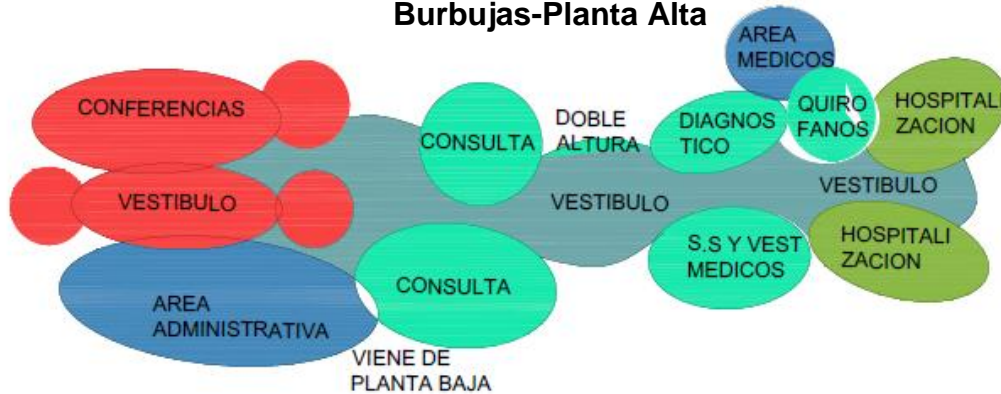 Burbujas-Planta Alta
AREA
MEDICOS
CONFERENCIAS
CONSULTA
DOBLE
ALTURA
DIAGNOS
TICO
QUIRO
FANOS
HOSPITALI
ZACION
VESTIBULO
VESTIBULO
VESTIBULO
S.S Y VEST
MEDICOS
HOSPITALI
ZACION
AREA
ADMINISTRATIVA
CONSULTA
VIENE DE
PLANTA BAJA